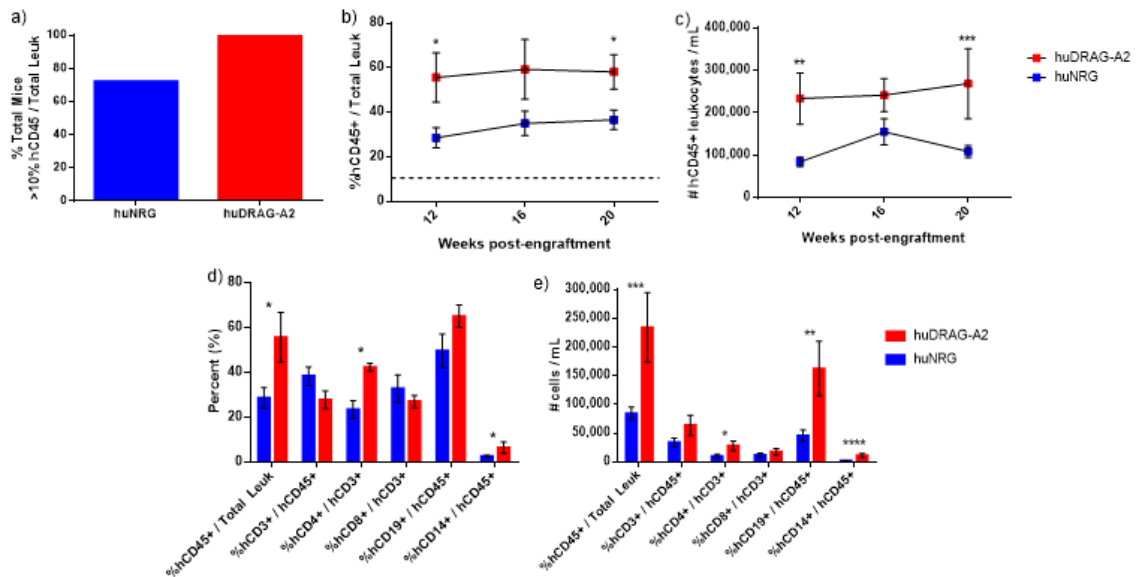 a)
% Total Mice
>10% hCD45 / Total Leuk
100
80
60
40
20
0
huNRG
huDRAG-A2
b)
%hCD45+ / Total Leuk
80
60
40
20
0
*
*
12
16
20
Weeks post-engraftment
c)
# hCD45+ leukocytes / mL
400,000
300,000
200,000
100,000
0
**
***
12
16
20
Weeks post-engraftment
huDRAG-A2
huNRG
d)
Percent (%)
80
60
40
20
0
*
*
*
%hCD45+ / Total Leuk
%hCD3+ / hCD45+
%hCD4+ / hCD3+
%hCD8+ / hCD3+
%hCD19+ / hCD45+
%hCD14+ / hCD45+
e)
# cells / mL
300,000
250,000
200,000
150,000
100,000
50,000
0
***
*
**
****
%hCD45+ / Total Leuk
%hCD3+ / hCD45+
%hCD4+ / hCD3+
%hCD8+ / hCD3+
%hCD19+ / hCD45+
%hCD14+ / hCD45+
huDRAG-A2
huNRG